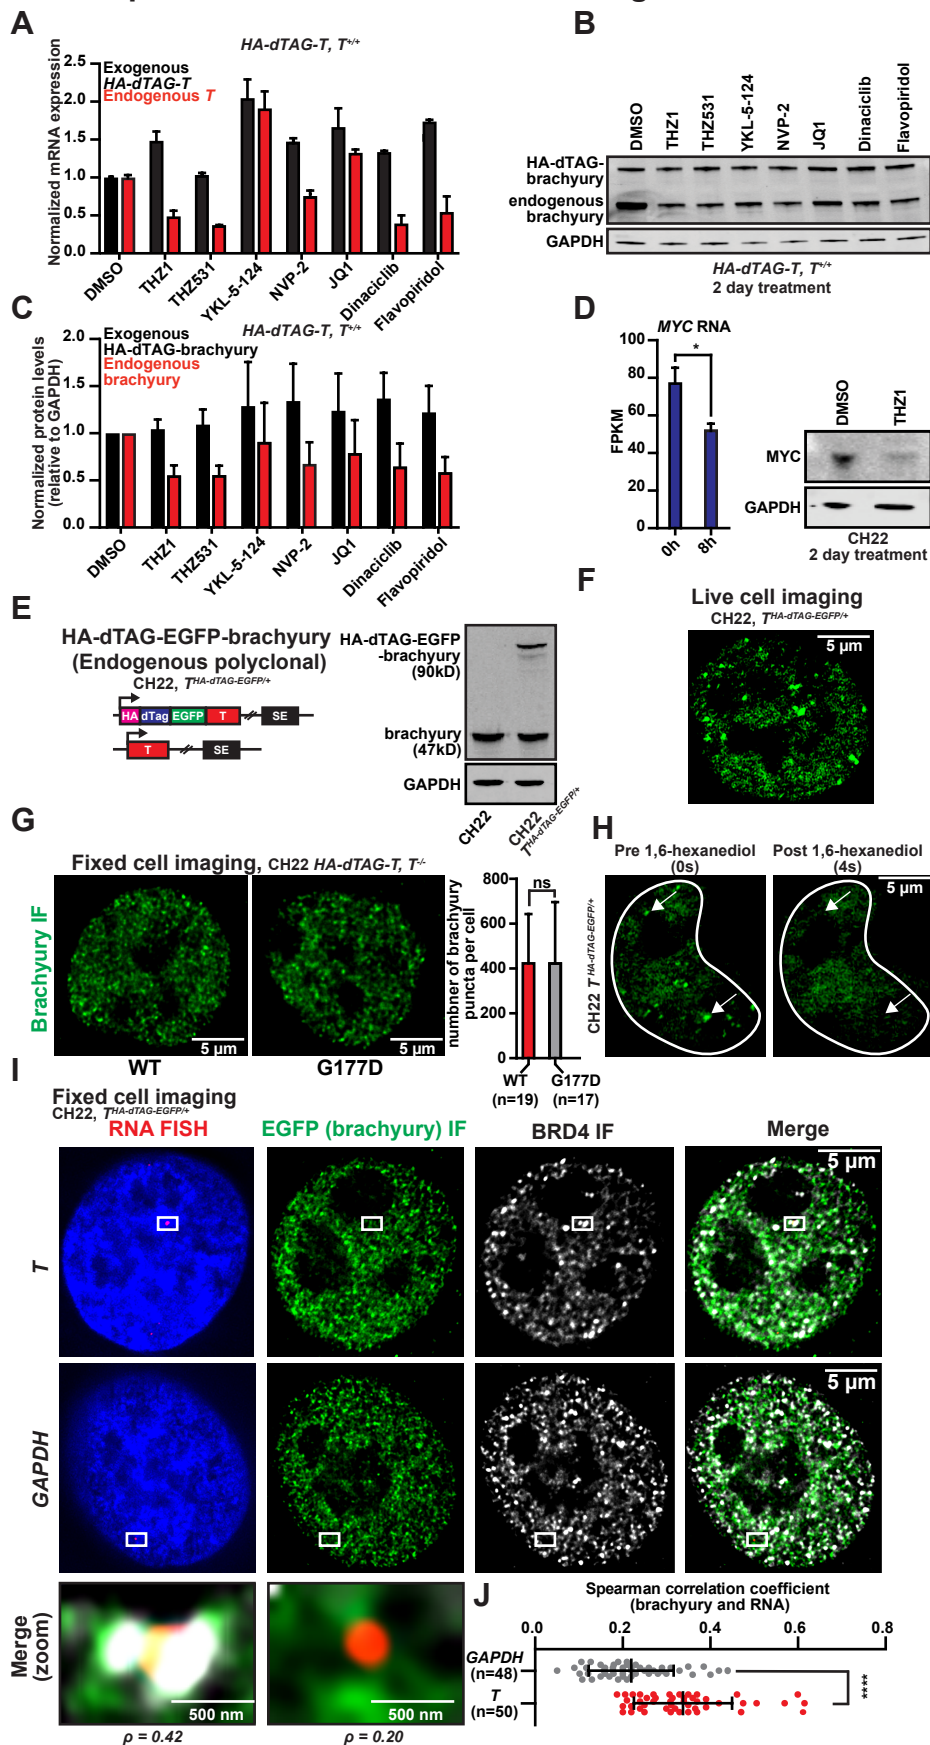 A
HA-dTAG-T, T+/+
Exogenous
HA-dTAG-T
Endogenous T
Normalized mRNA expression
2.5
2.0
1.5
1.0
0.5
0.0
DMSO
THZ1
THZ531
YKL-5-124
NVP-2
JQ1
Dinaciclib
Flavopiridol
B
DMSO
THZ1
THZ531
YKL-5-124
NVP-2
JQ1
Dinaciclib
Flavopiridol
HA-dTAG-
brachyury
endogenous
brachyury
GAPDH
HA-dTAG-T, T+/+
2 day treatment
C
HA-dTAG-T, T+/+
Exogenous
HA-dTAG-brachyury
Endogenous
brachyury
Normalized protein levels
(relative to GAPDH)
2.0
1.5
1.0
0.5
0.0
DMSO
THZ1
THZ531
YKL-5-124
NVP-2
JQ1
Dinaciclib
Flavopiridol
D
MYC RNA
*
FPKM
100
80
60
40
20
0
0h
8h
DMSO
THZ1
MYC
GAPDH
CH22
2 day treatment
E
HA-dTAG-EGFP-brachyury
(Endogenous polyclonal)
CH22, THA-dTAG-EGFP/+
HA
dTag
EGFP
T
SE
T
SE
HA-dTAG-EGFP
-brachyury
(90kD)
brachyury
(47kD)
GAPDH
CH22
CH22
THA-dTAG-EGFP/+
F
Live cell imaging
CH22, THA-dTAG-EGFP/+
5 µm
G
Fixed cell imaging, CH22 HA-dTAG-T, T-/-
Brachyury IF
5 µm
5 µm
WT
G177D
numbner of brachyury
puncta per cell
800
600
400
200
0
ns
WT
(n=19)
G177D
(n=17)
H
Pre 1,6-hexanediol
(0s)
Post 1,6-hexanediol
(4s)
5 µm
CH22 THA-dTAG-EGFP/+
I
Fixed cell imaging
CH22, THA-dTAG-EGFP/+
RNA FISH
EGFP (brachyury) IF
BRD4 IF
Merge
5 µm
T
GAPDH
5 µm
Merge
(zoom)
500 nm
500 nm
ρ = 0.42
ρ = 0.20
J
Spearman correlation coefficient
(brachyury and RNA)
0.0
0.2
0.4
0.6
0.8
GAPDH
(n=48)
T
(n=50)
****